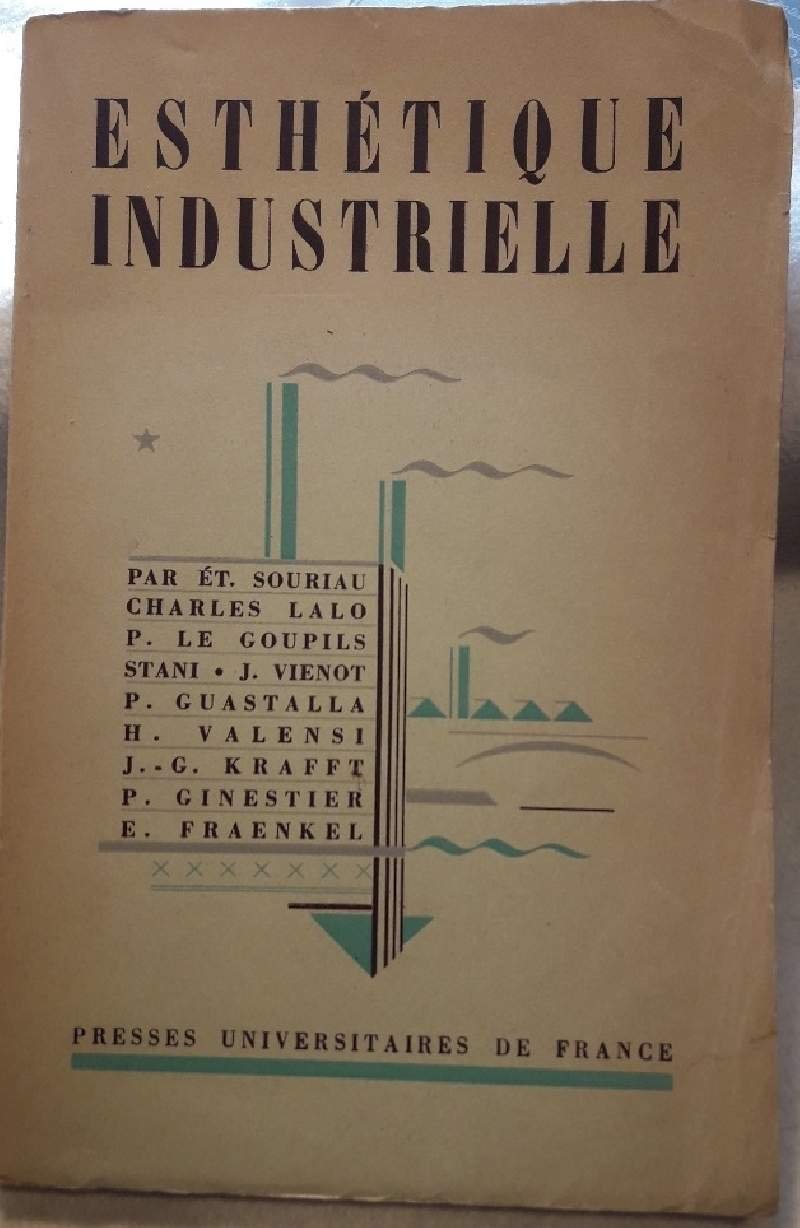 ESTHÉTIQUE
INDUSTRIELLE
PAR ÉT. SOURIAU
CHARLES LALO
P. LE GOUPILS
STANI • J. VIENOT
P. GUASTALLA
H. VALENSI
J.-G. KRAFFT
P. GINESTIER
E. FRAENKEL
PRESSES UNIVERSITAIRES DE FRANCE